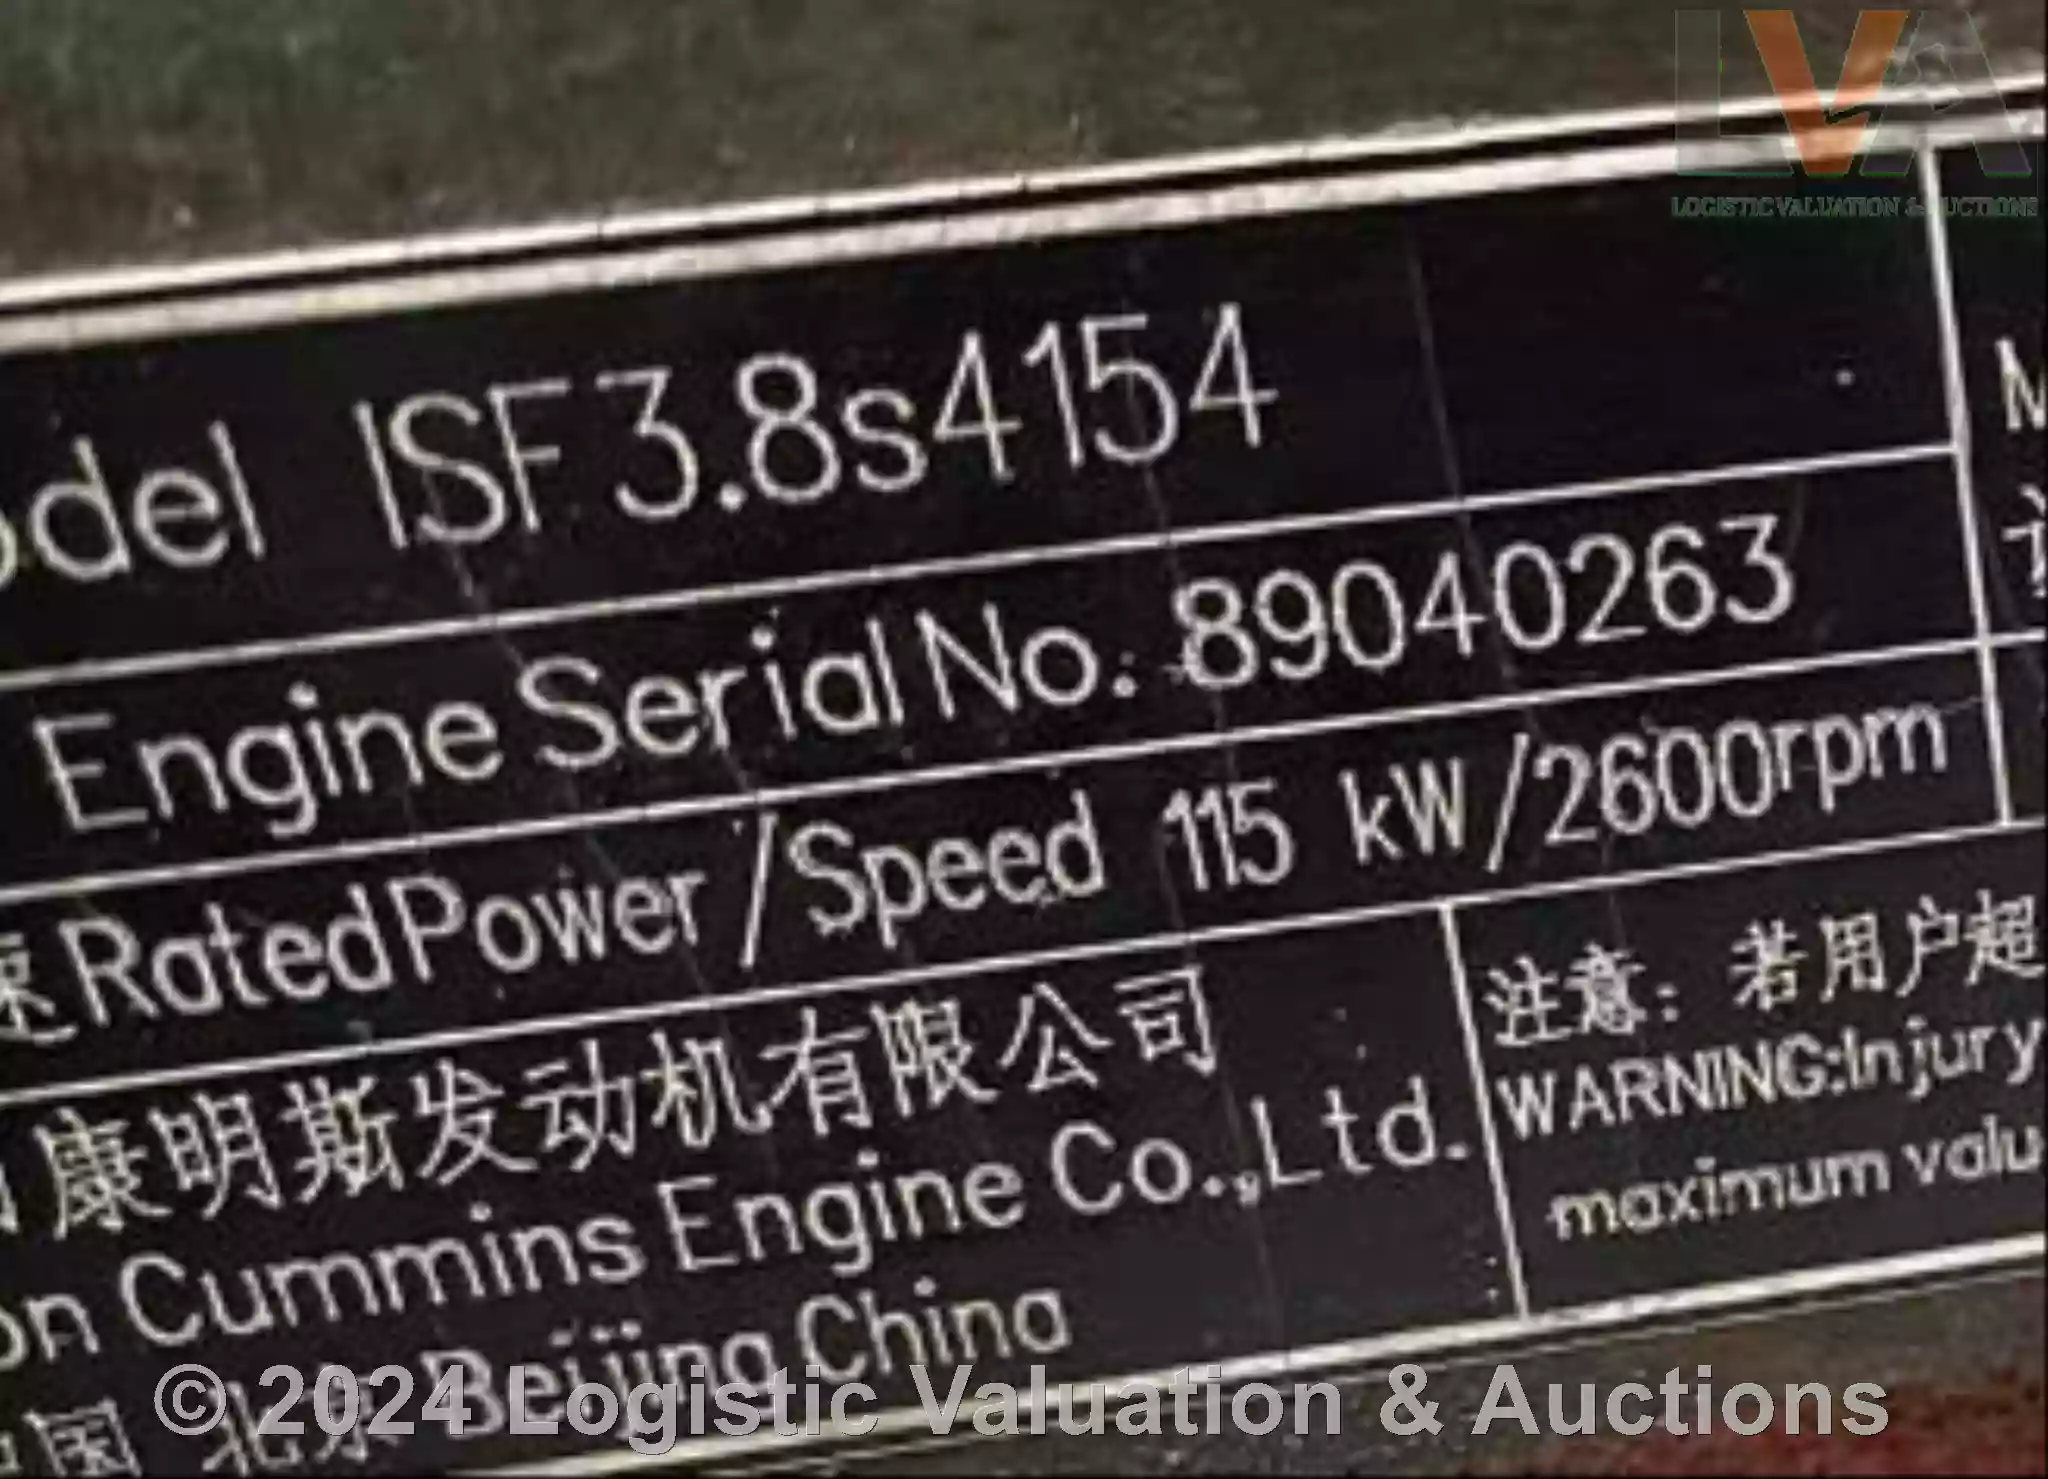 LVA
LOGISTIC VALUATION & AUCTIONS
odel ISF3.8s4154
Engine Serial No: 89040263
速 Rated Power/Speed 115 kW/2600rpm
康明斯发动机有限公司
on Cummins Engine Co.,Ltd.
中国 北京 Beijing China
注意：若用户超
WARNING:Injury
maximum valu
© 2024 Logistic Valuation & Auctions